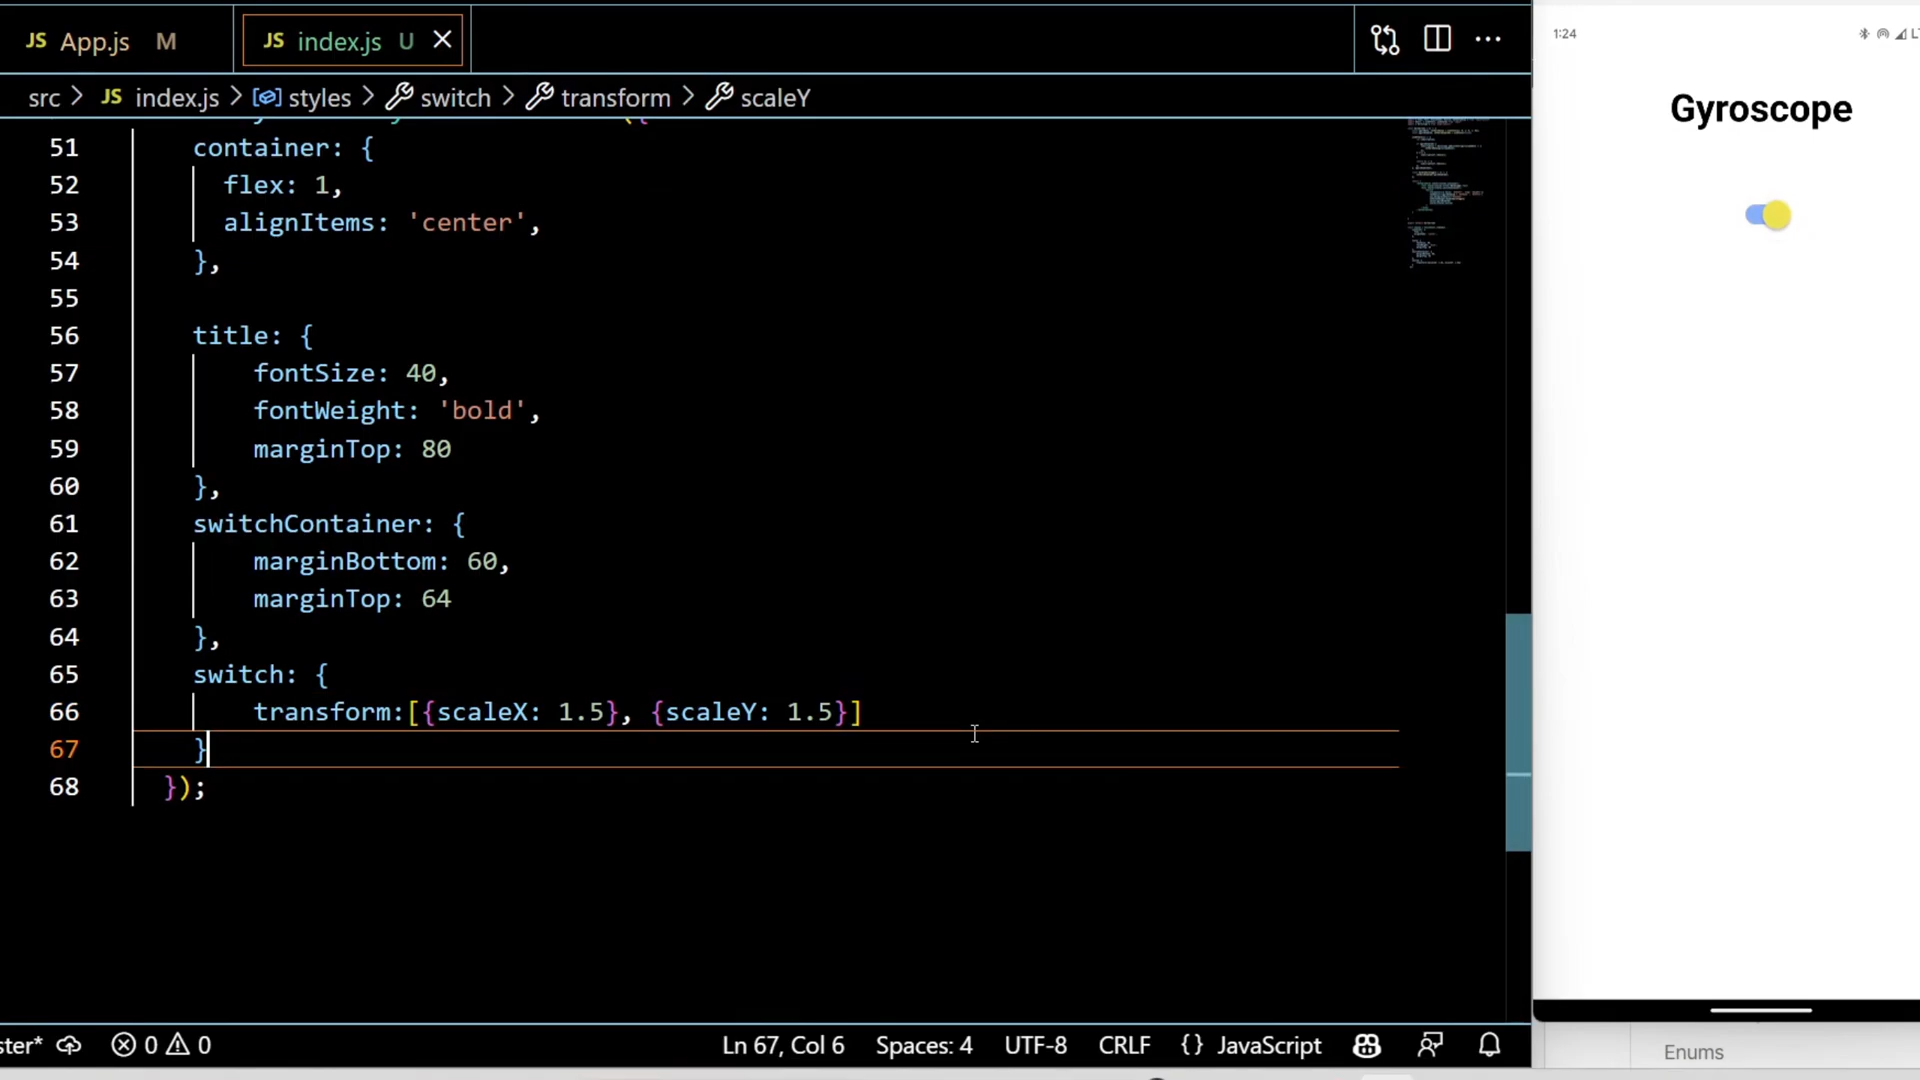 JS App.js M
JS index.js U
src > JS index.js > styles > switch > transform > scaleY
51 container: {
52 flex: 1,
53 alignItems: 'center',
54 },
55
56 title: {
57 fontSize: 40,
58 fontWeight: 'bold',
59 marginTop: 80
60 },
61 switchContainer: {
62 marginBottom: 60,
63 marginTop: 64
64 },
65 switch: {
66 transform:[{scaleX: 1.5}, {scaleY: 1.5}]
67 }
68 });
ster* 0 0 Ln 67, Col 6 Spaces: 4 UTF-8 CRLF {} JavaScript
1:24
Gyroscope
Enums